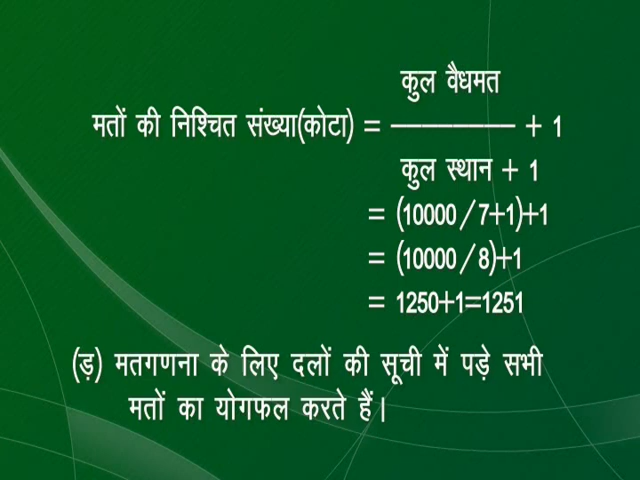 कुल वैधमत
मतों की निश्चित संख्या(कोटा) = ———————— + 1
कुल स्थान + 1
= (10000/7+1)+1
= (10000/8)+1
= 1250+1=1251
(ड़) मतगणना के लिए दलों की सूची में पड़े सभी
मतों का योगफल करते हैं।